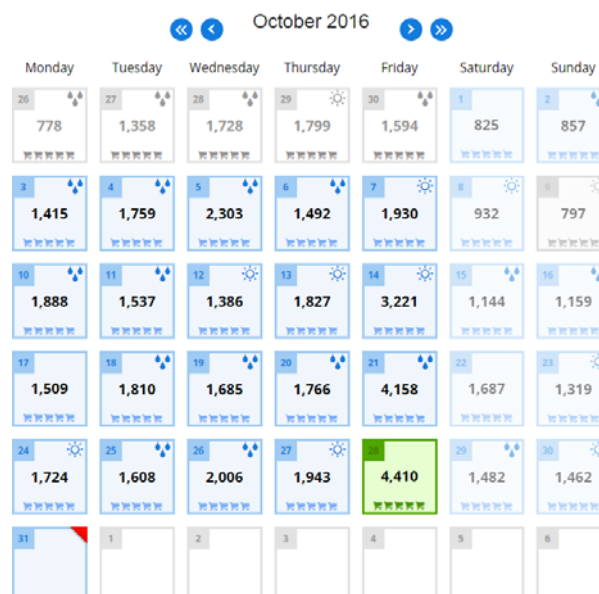 October 2016
Monday Tuesday Wednesday Thursday Friday Saturday Sunday
26 27 28 29 30 1 2
778 1,358 1,728 1,799 1,594 825 857
3 4 5 6 7 8 9
1,415 1,759 2,303 1,492 1,930 932 797
10 11 12 13 14 15 16
1,888 1,537 1,386 1,827 3,221 1,144 1,159
17 18 19 20 21 22 23
1,509 1,810 1,685 1,766 4,158 1,687 1,319
24 25 26 27 28 29 30
1,724 1,608 2,006 1,943 4,410 1,482 1,462
31 1 2 3 4 5 6